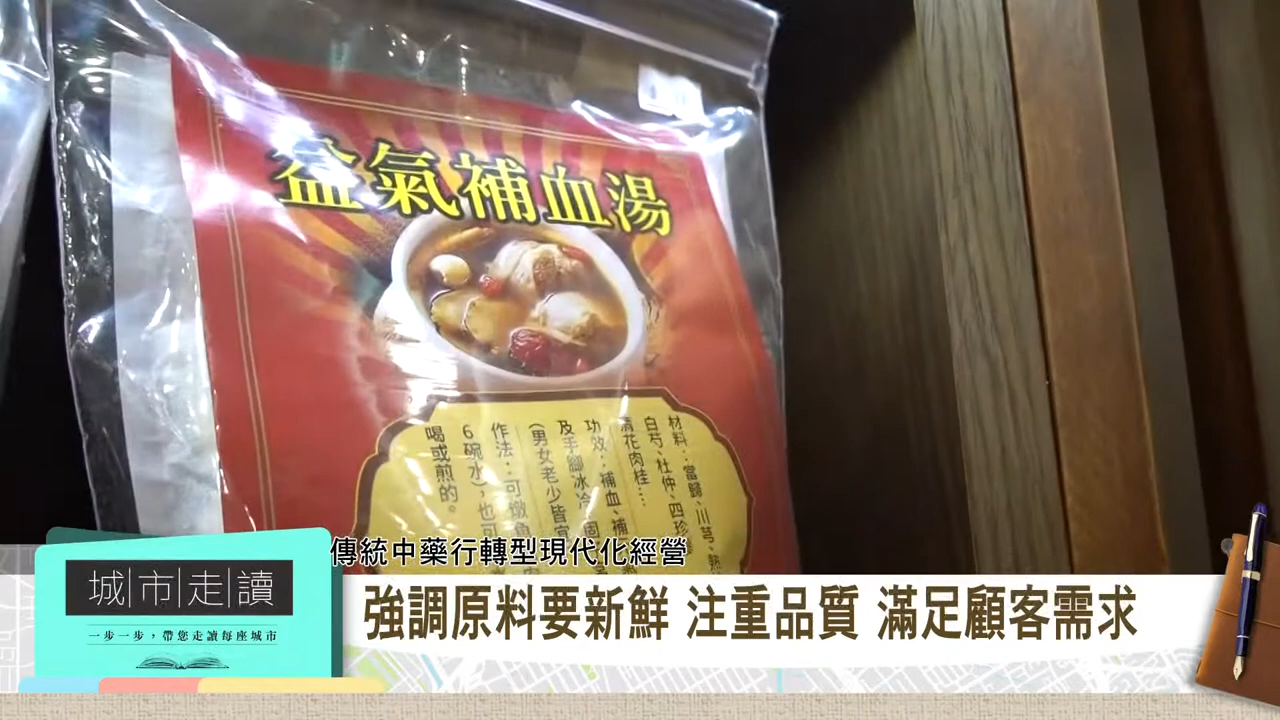 益氣補血湯
材料：當歸、川芎、熟
白芍、杜仲、四珍
清花肉桂…
功效：補血、補
及手腳冰冷、固
(男女老少皆宜
作法：可燉
6碗水)，也可
喝或煎的。
傳統中藥行轉型現代化經營
強調原料要新鮮 注重品質 滿足顧客需求
城市走讀
一步一步，帶您走讀每座城市